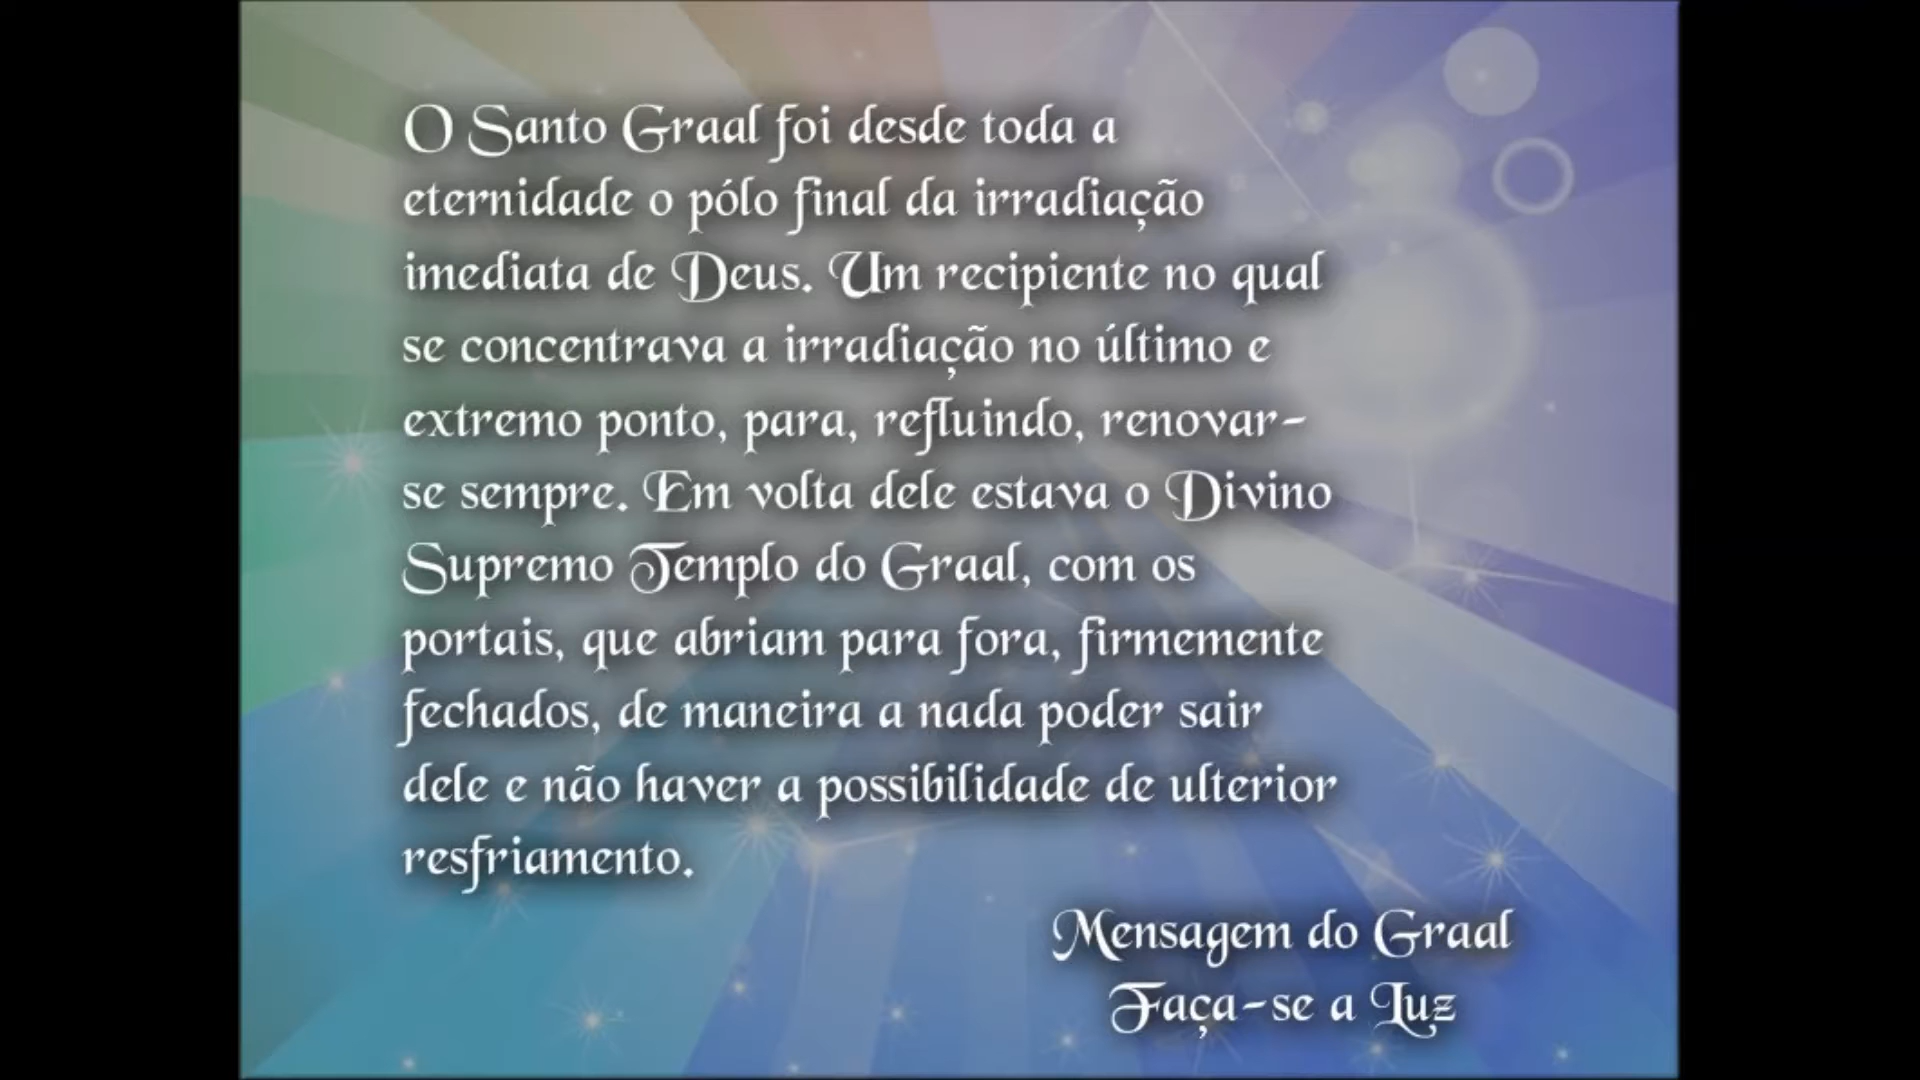 O Santo Graal foi desde toda a
eternidade o pólo final da irradiação
imediata de Deus. Um recipiente no qual
se concentrava a irradiação no último e
extremo ponto, para, refluindo, renovar-
se sempre. Em volta dele estava o Divino
Supremo Templo do Graal, com os
portais, que abriam para fora, firmemente
fechados, de maneira a nada poder sair
dele e não haver a possibilidade de ulterior
resfriamento.
Mensagem do Graal
Faça-se a Luz